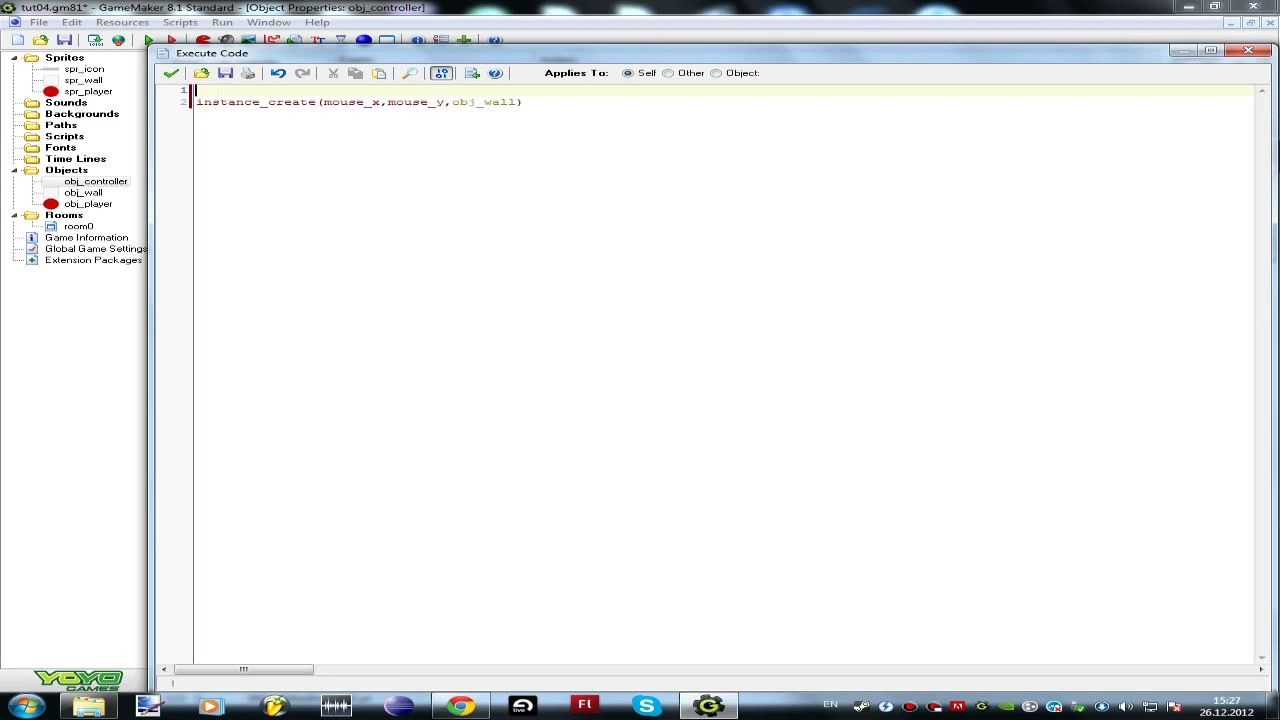 tut04.gm81* - GameMaker 8.1 Standard - [Object Properties: obj_controller]
File Edit Resources Scripts Run Window Help
Execute Code
Applies To: Self Other Object:
Sprites
spr_icon
spr_wall
spr_player
Sounds
Backgrounds
Paths
Scripts
Fonts
Time Lines
Objects
obj_controller
obj_wall
obj_player
Rooms
room0
Game Information
Global Game Settings
Extension Packages
1
2 instance_create(mouse_x,mouse_y,obj_wall)
YOYO
GAMES
live
Fl
EN
15:27
26.12.2012